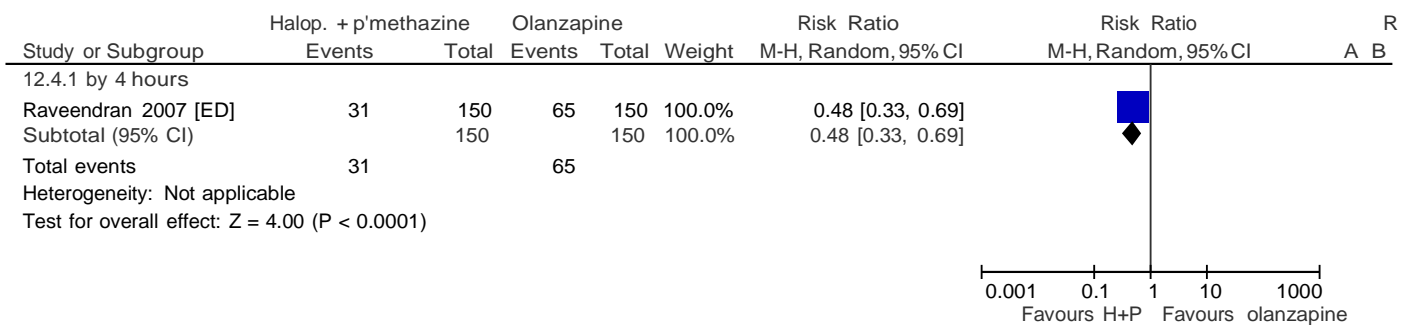 Halop. + p'methazine Olanzapine Risk Ratio Risk Ratio R
Study or Subgroup Events Total Events Total Weight M-H, Random, 95% CI M-H, Random, 95% CI A B
12.4.1 by 4 hours
Raveendran 2007 [ED] 31 150 65 150 100.0% 0.48 [0.33, 0.69]
Subtotal (95% CI) 150 150 100.0% 0.48 [0.33, 0.69]
Total events 31 65
Heterogeneity: Not applicable
Test for overall effect: Z = 4.00 (P < 0.0001)
0.001 0.1 1 10 1000
Favours H+P Favours olanzapine